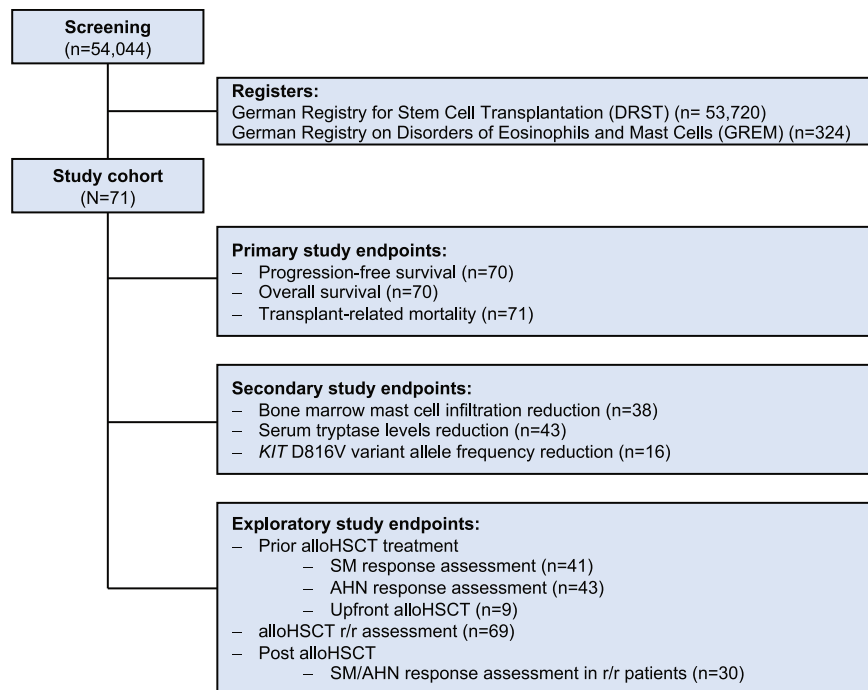 Screening
(n=54,044)
Registers:
German Registry for Stem Cell Transplantation (DRST) (n= 53,720)
German Registry on Disorders of Eosinophils and Mast Cells (GREM) (n=324)
Study cohort
(N=71)
Primary study endpoints:
– Progression-free survival (n=70)
– Overall survival (n=70)
– Transplant-related mortality (n=71)
Secondary study endpoints:
– Bone marrow mast cell infiltration reduction (n=38)
– Serum tryptase levels reduction (n=43)
– KIT D816V variant allele frequency reduction (n=16)
Exploratory study endpoints:
– Prior alloHSCT treatment
– SM response assessment (n=41)
– AHN response assessment (n=43)
– Upfront alloHSCT (n=9)
– alloHSCT r/r assessment (n=69)
– Post alloHSCT
– SM/AHN response assessment in r/r patients (n=30)